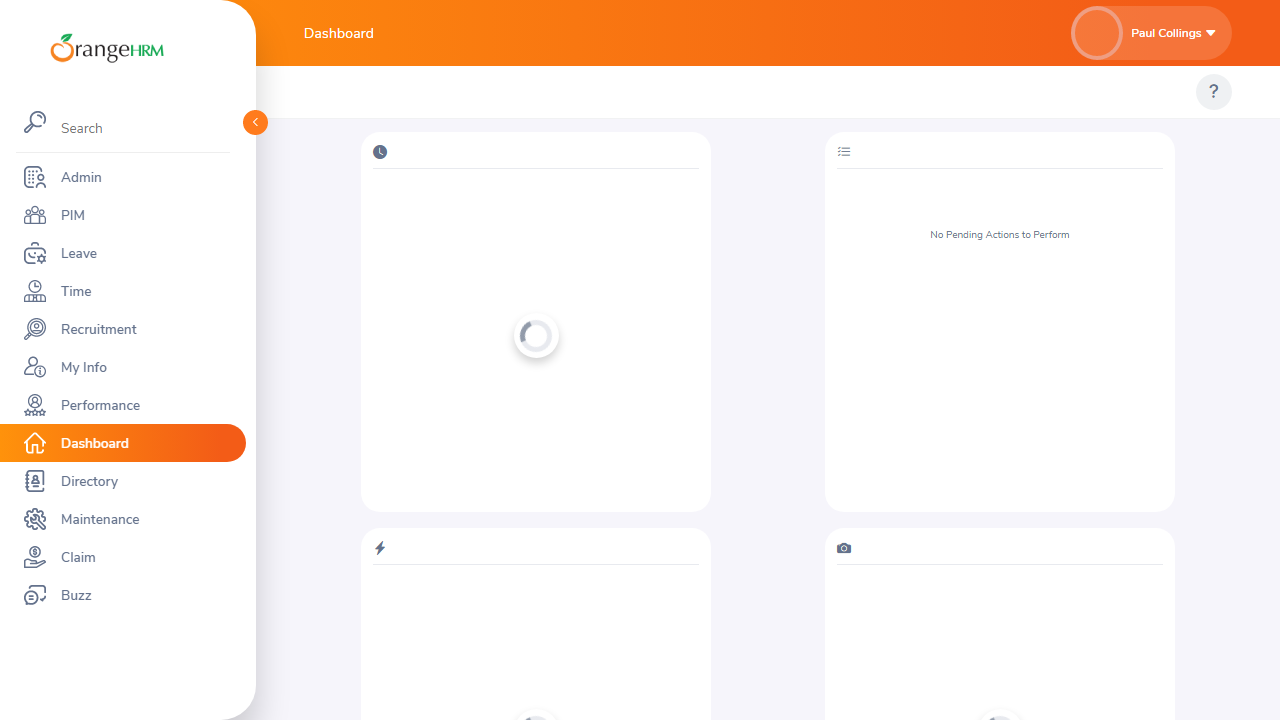 OrangeHRM
Dashboard
Paul Collings
?
Search
Admin
PIM
Leave
Time
Recruitment
My Info
Performance
Dashboard
Directory
Maintenance
Claim
Buzz
No Pending Actions to Perform